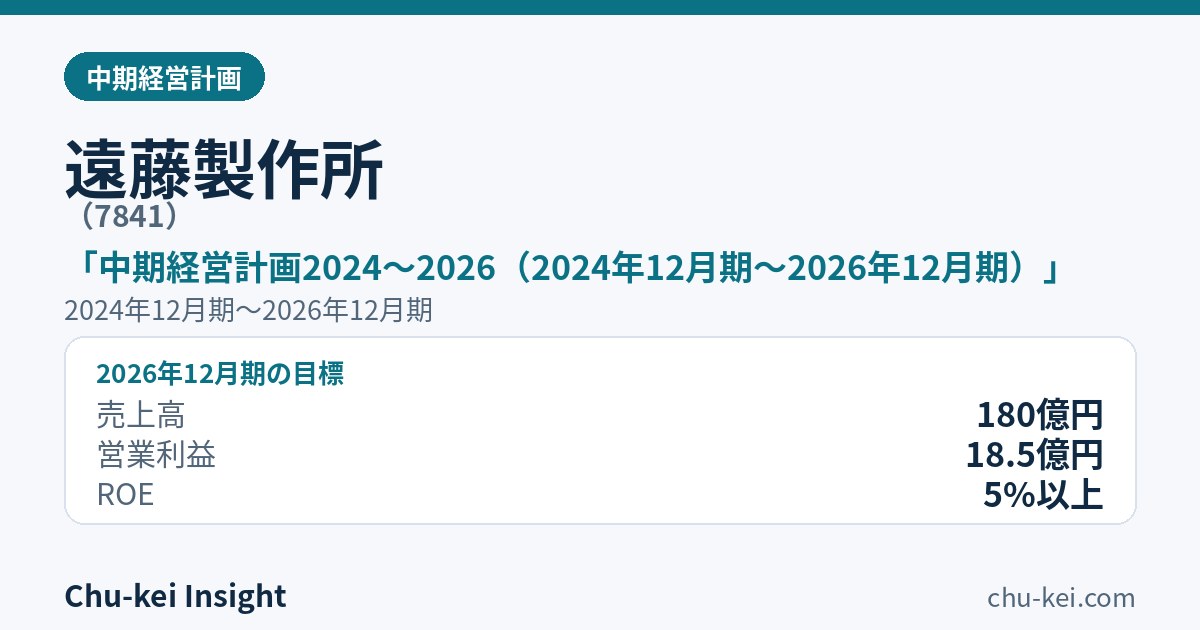 中期経営計画
遠藤製作所
（7841）
「中期経営計画2024～2026（2024年12月期～2026年12月期）」
2024年12月期～2026年12月期
2026年12月期の目標
売上高 180億円
営業利益 18.5億円
ROE 5%以上
Chu-kei Insight chu-kei.com